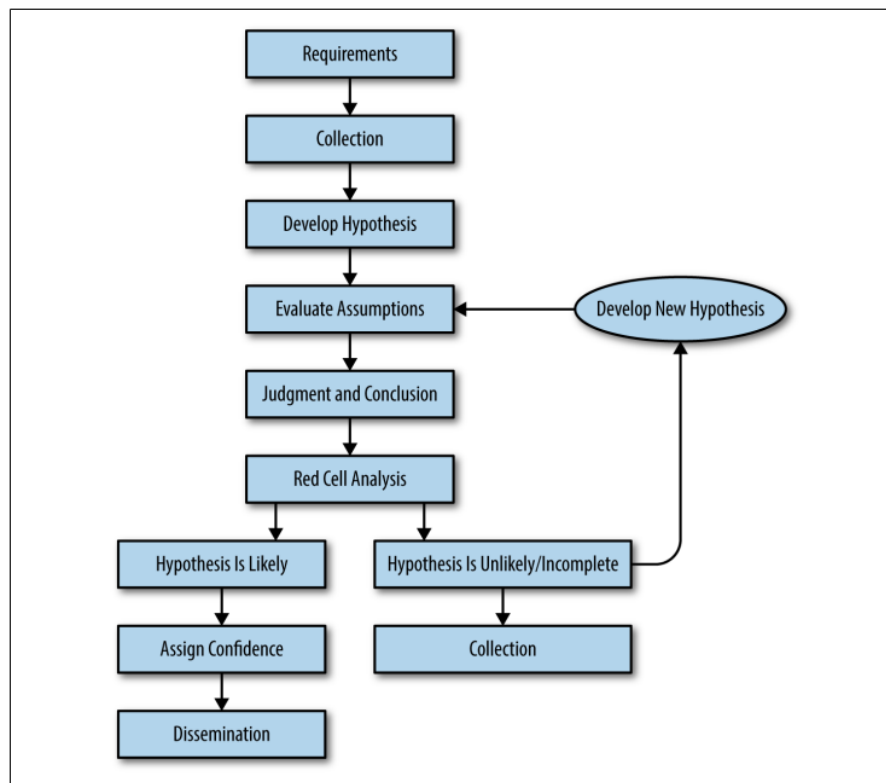 Requirements
Collection
Develop Hypothesis
Evaluate Assumptions
Develop New Hypothesis
Judgment and Conclusion
Red Cell Analysis
Hypothesis Is Likely
Hypothesis Is Unlikely/Incomplete
Assign Confidence
Collection
Dissemination